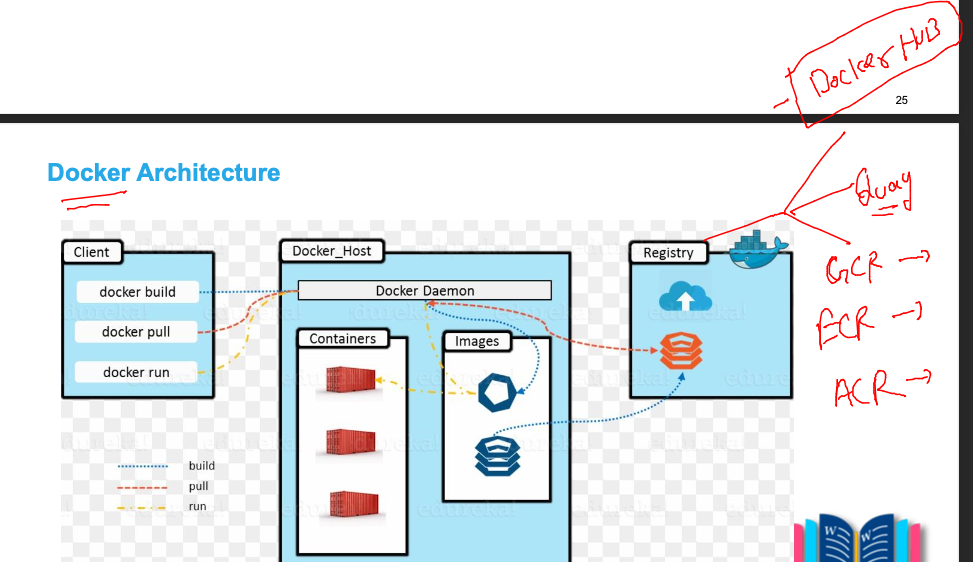 Docker HUB
25
Docker Architecture
Quay
Client
Docker_Host
Registry
GCR →
docker build
Docker Daemon
ECR →
docker pull
Containers
Images
docker run
ACR →
build
pull
run
edureka!
W
W